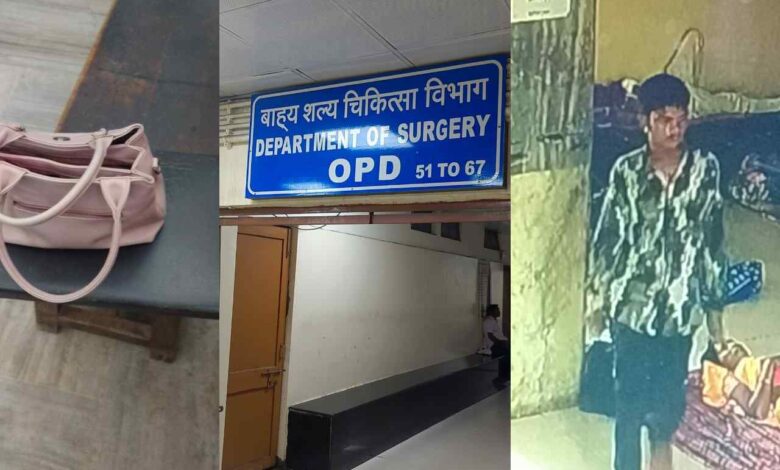 बाह्य शल्य चिकित्सा विभाग
DEPARTMENT OF SURGERY
OPD 51 TO 67